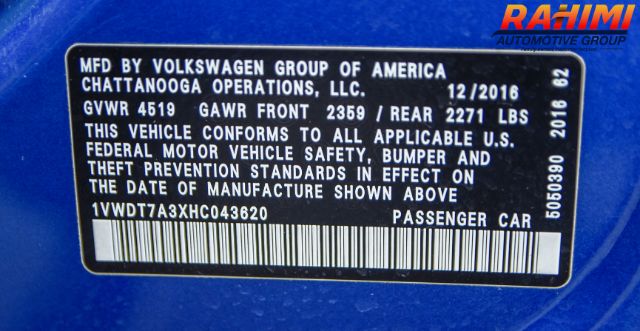 RAHIMI
AUTOMOTIVE GROUP
MFD BY VOLKSWAGEN GROUP OF AMERICA
CHATTANOOGA OPERATIONS, LLC. 12/2016
GVWR 4519 GAWR FRONT 2359 / REAR 2271 LBS
THIS VEHICLE CONFORMS TO ALL APPLICABLE U.S.
FEDERAL MOTOR VEHICLE SAFETY, BUMPER AND
THEFT PREVENTION STANDARDS IN EFFECT ON
THE DATE OF MANUFACTURE SHOWN ABOVE
1VWDT7A3XHC043620 PASSENGER CAR
5050390 2016 62